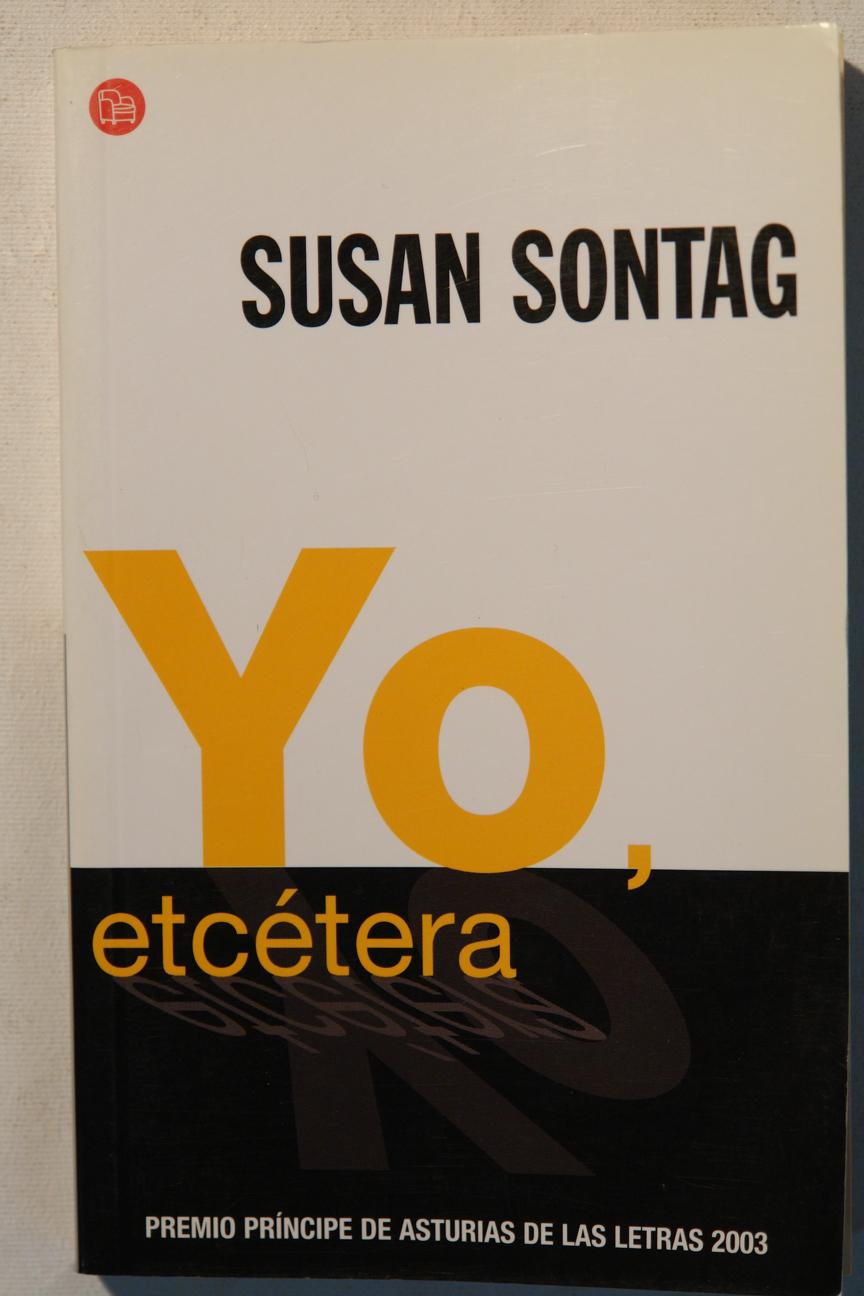 SUSAN SONTAG
Yo,
etcétera
PREMIO PRÍNCIPE DE ASTURIAS DE LAS LETRAS 2003